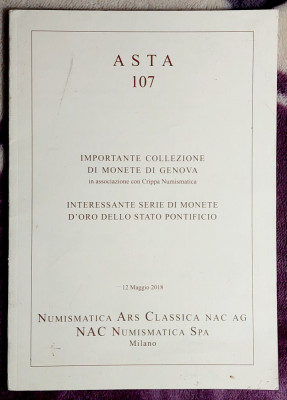 ASTA
107
IMPORTANTE COLLEZIONE
DI MONETE DI GENOVA
in associazione con Crippa Numismatica
INTERESSANTE SERIE DI MONETE
D'ORO DELLO STATO PONTIFICIO
12 Maggio 2018
NUMISMATICA ARS CLASSICA NAC AG
NAC NUMISMATICA SPA
Milano